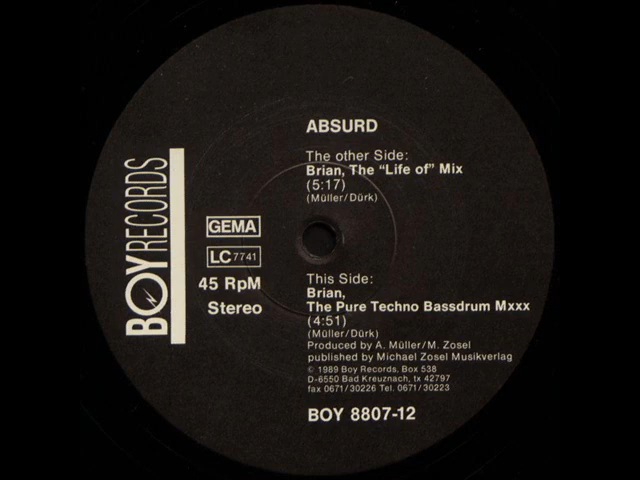 BOY RECORDS
GEMA
LC 7741
45 RpM
Stereo
ABSURD
The other Side:
Brian, The "Life of" Mix
(5:17)
(Müller/Dürk)
This Side:
Brian,
The Pure Techno Bassdrum Mxxx
(4:51)
(Müller/Dürk)
Produced by A. Müller/M. Zosel
published by Michael Zosel Musikverlag
© 1989 Boy Records, Box 538
D-6550 Bad Kreuznach, tx 42797
fax 0671/30226 Tel. 0671/30223
BOY 8807-12